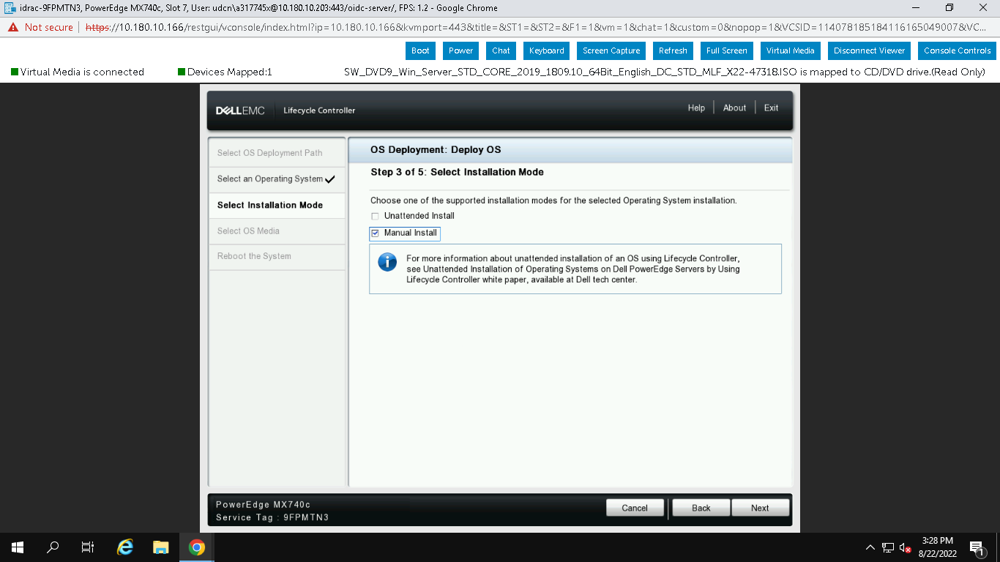 idrac-9FPMTN3, PowerEdge MX740c, Slot 7, User: udcn\a317745x@10.180.10.203:443/oidc-server/, FPS: 1.2 - Google Chrome
Not secure https://10.180.10.166/restgui/vconsole/index.html?ip=10.180.10.166&kvmport=443&title=&ST1=&ST2=&F1=1&vm=1&chat=1&custom=0&nopop=1&VCSID=114078185184116165049007&VC...
Boot Power Chat Keyboard Screen Capture Refresh Full Screen Virtual Media Disconnect Viewer Console Controls
Virtual Media is connected Devices Mapped:1 SW_DVD9_Win_Server_STD_CORE_2019_1809.10_64Bit_English_DC_STD_MLF_X22-47318.ISO is mapped to CD/DVD drive.(Read Only)
DELLEMC Lifecycle Controller Help About Exit
Select OS Deployment Path
Select an Operating System
Select Installation Mode
Select OS Media
Reboot the System
OS Deployment: Deploy OS
Step 3 of 5: Select Installation Mode
Choose one of the supported installation modes for the selected Operating System installation.
Unattended Install
Manual Install
For more information about unattended installation of an OS using Lifecycle Controller,
see Unattended Installation of Operating Systems on Dell PowerEdge Servers by Using
Lifecycle Controller white paper, available at Dell tech center.
PowerEdge MX740c
Service Tag : 9FPMTN3
Cancel Back Next
3:28 PM
8/22/2022
1